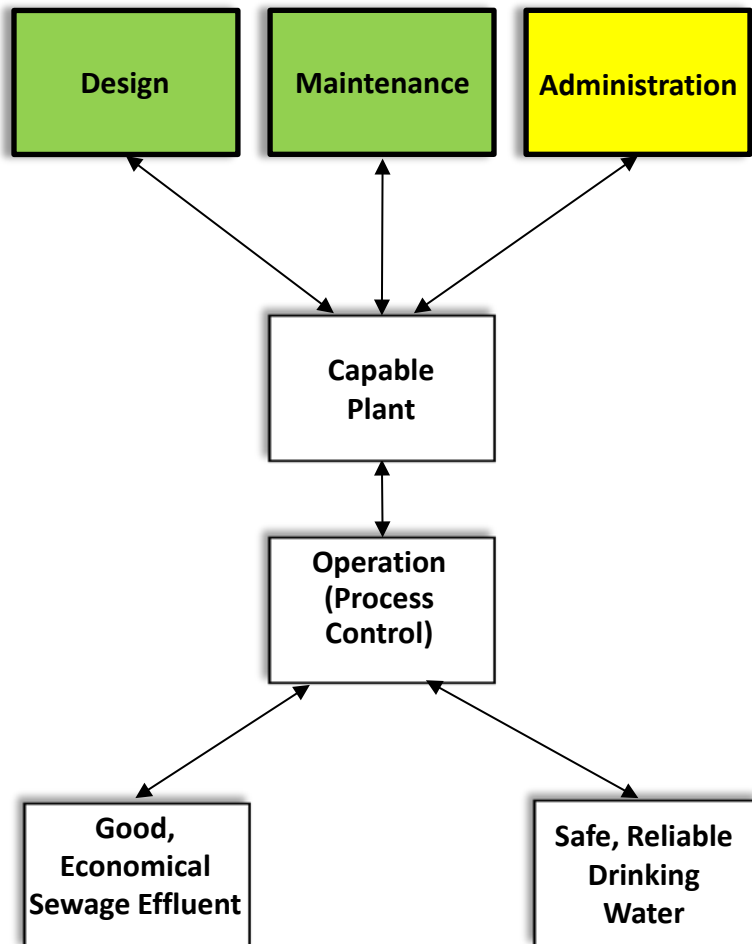 Design
Maintenance
Administration
Capable
Plant
Operation
(Process
Control)
Good,
Economical
Sewage Effluent
Safe, Reliable
Drinking
Water